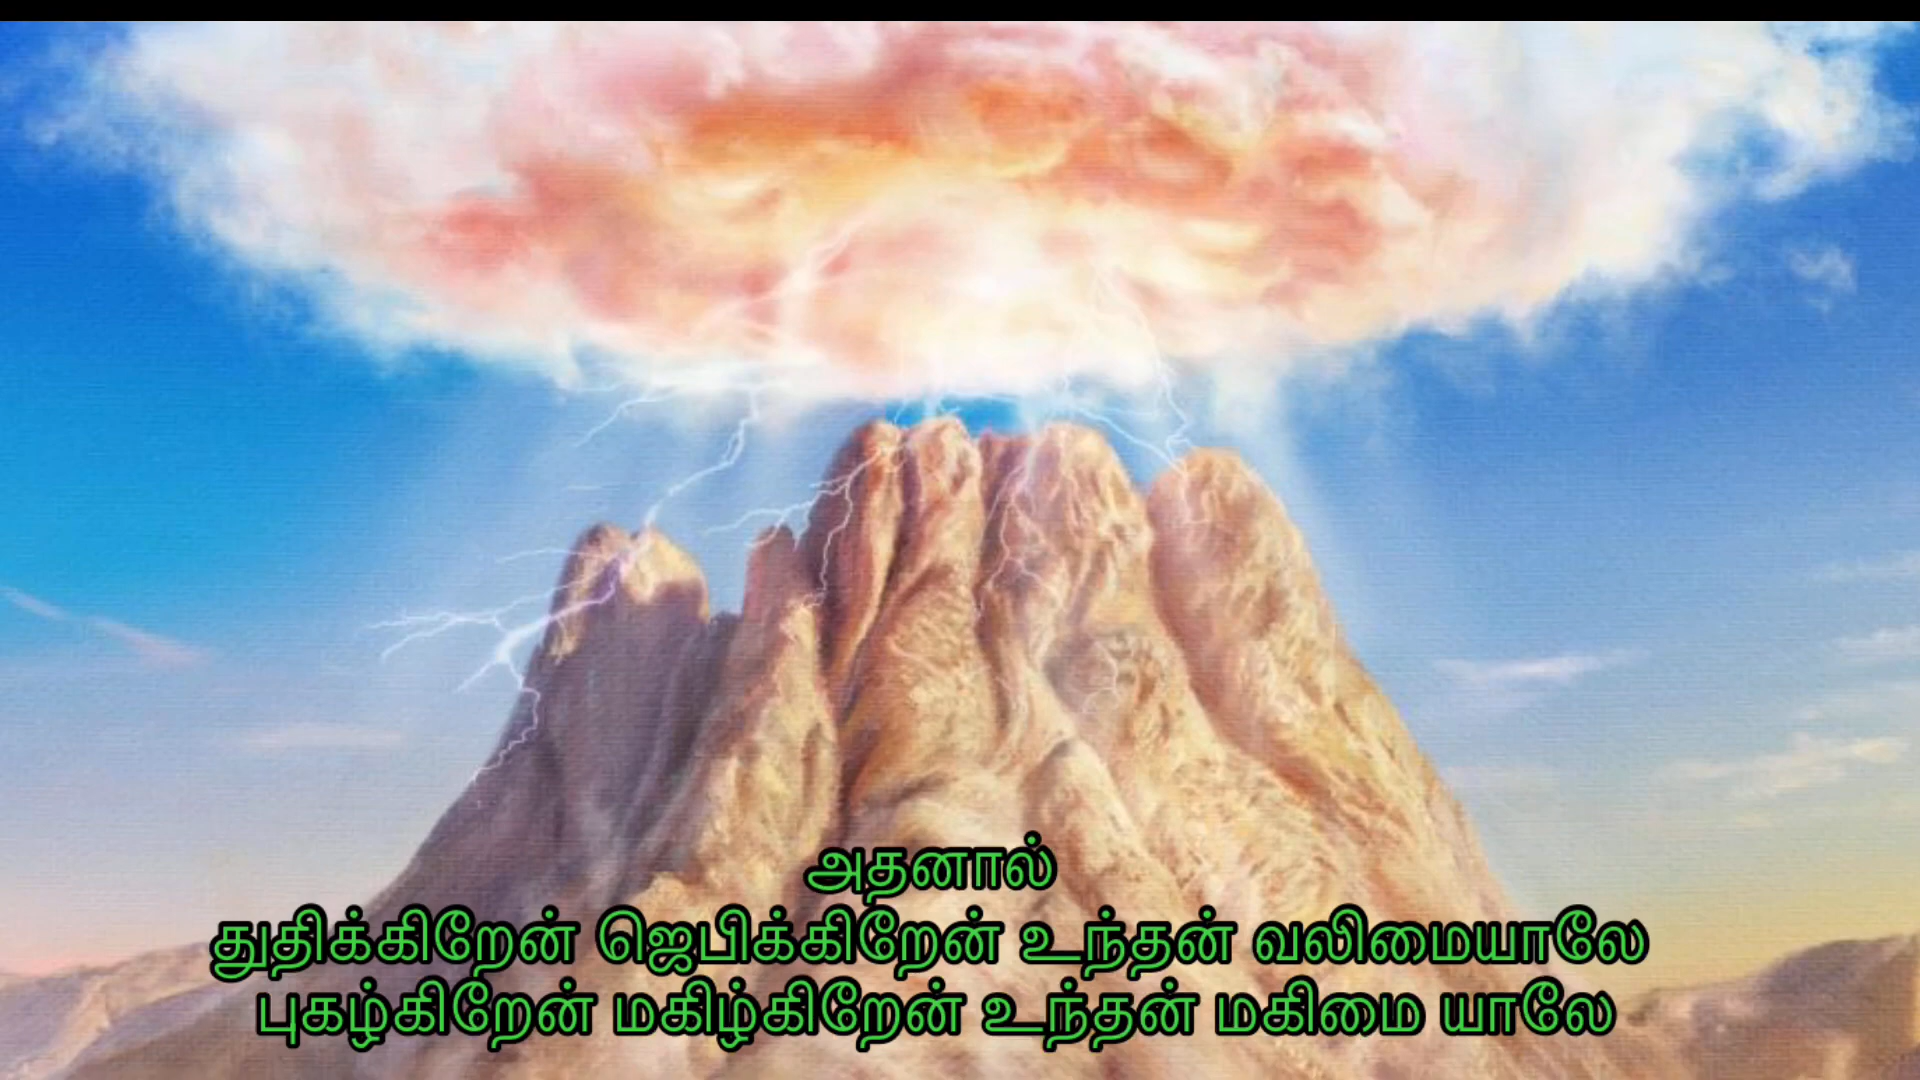 அதனால்
துதிக்கிறேன் ஜெபிக்கிறேன் உந்தன் வலிமையாலே
புகழ்கிறேன் மகிழ்கிறேன் உந்தன் மகிமை யாலே